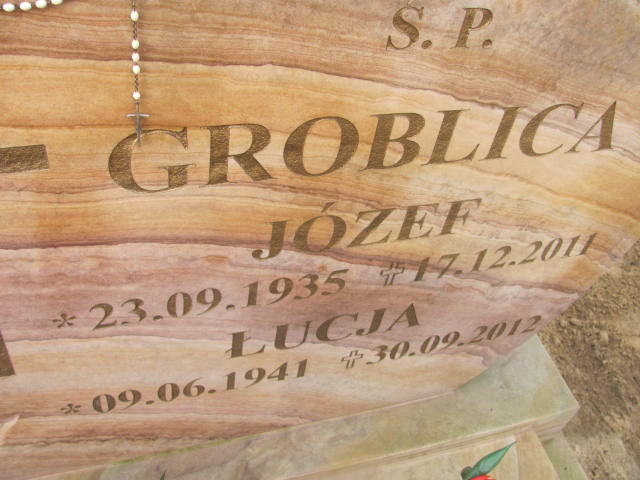 Ś. P.
GROBLICA
JÓZEF
* 23.09.1935 ✝ 17.12.2011
ŁUCJA
* 09.06.1941 ✝ 30.09.2012